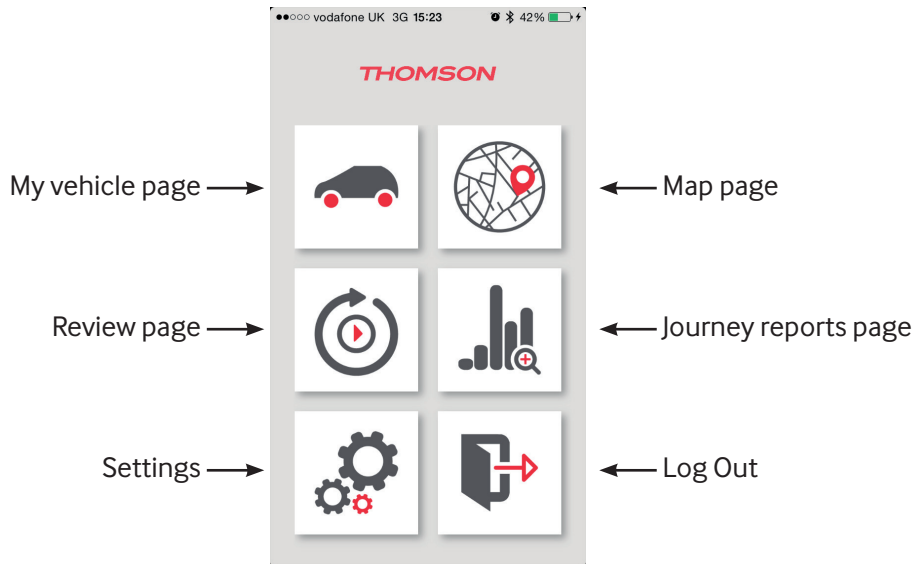 vodafone UK 3G 15:23 42%
THOMSON
My vehicle page
Map page
Review page
Journey reports page
Settings
Log Out